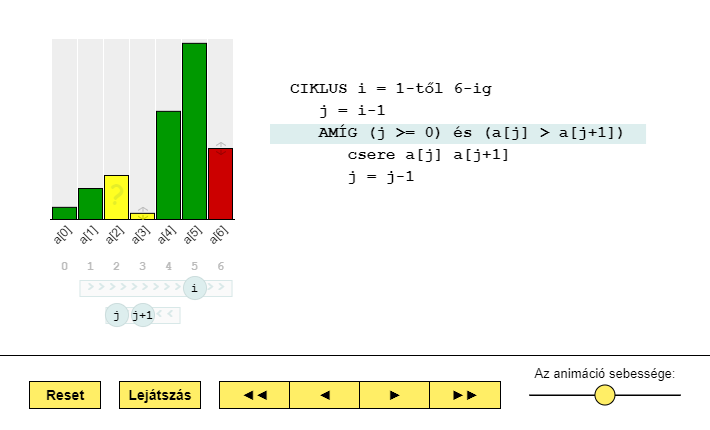 CIKLUS i = 1-től 6-ig
j = i-1
AMÍG (j >= 0) és (a[j] > a[j+1])
csere a[j] a[j+1]
j = j-1
?
a[0] a[1] a[2] a[3] a[4] a[5] a[6]
0 1 2 3 4 5 6
i
j j+1
Az animáció sebessége:
Reset Lejátszás